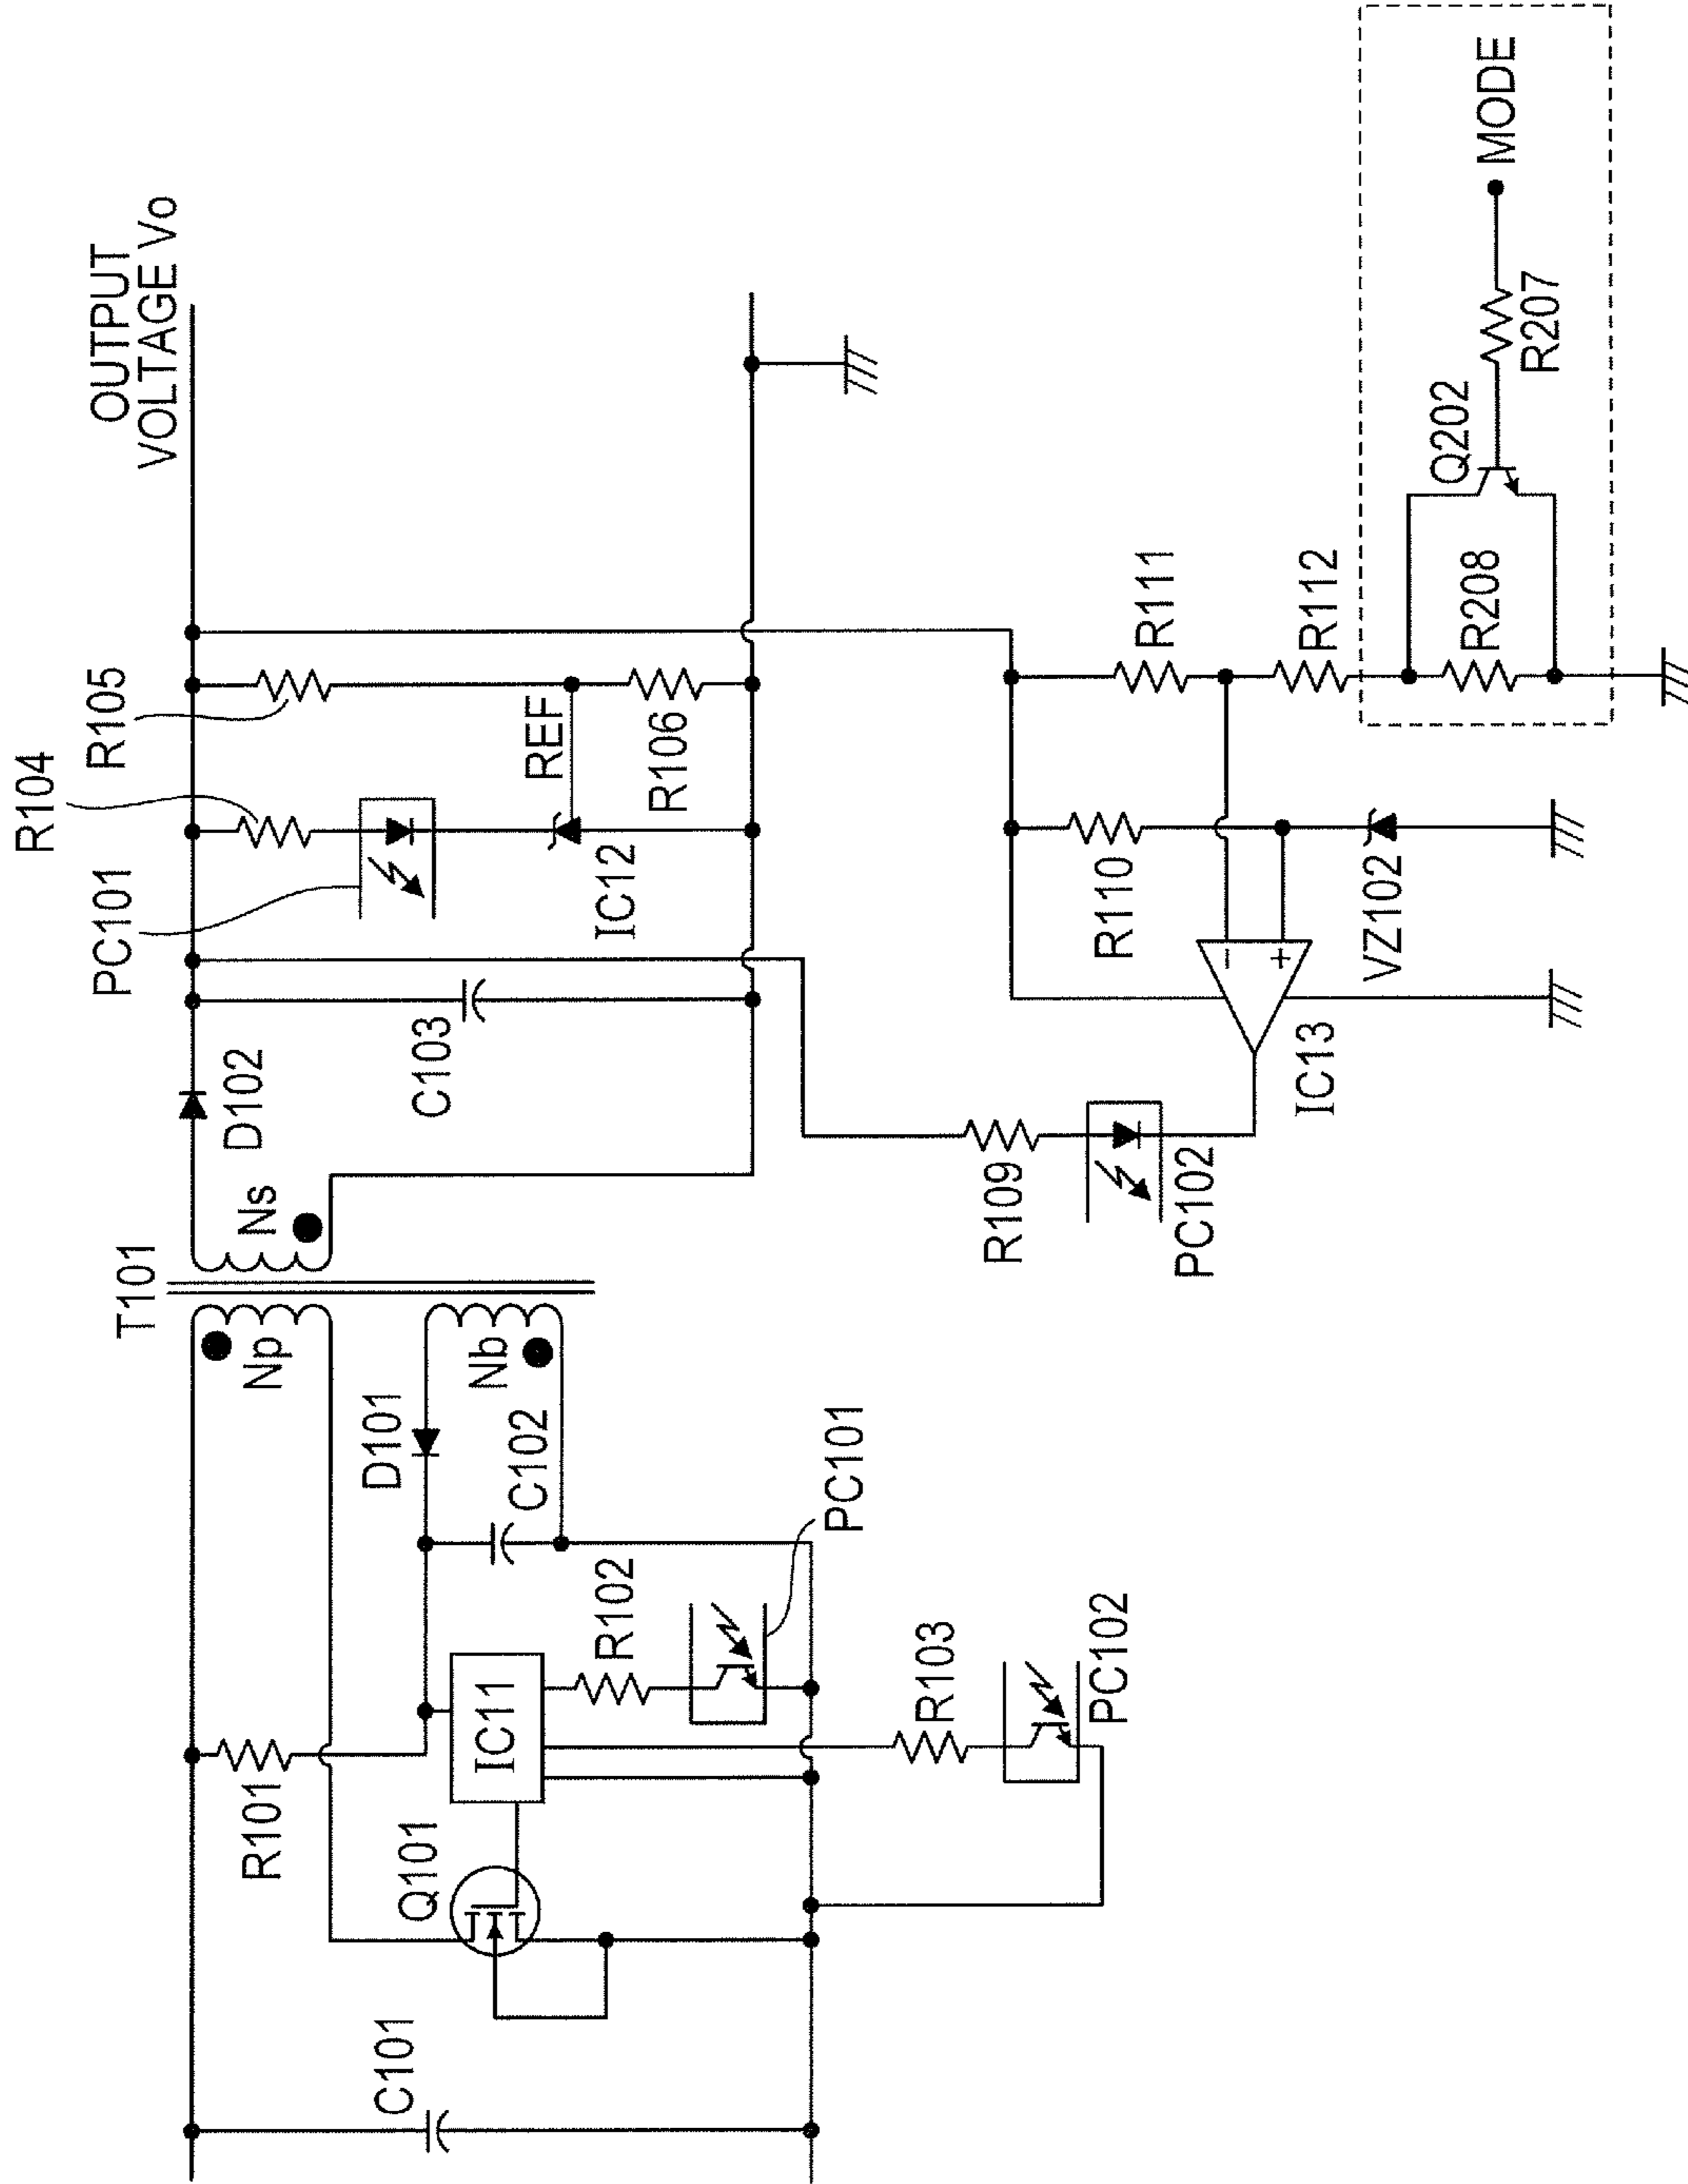 OUTPUT
VOLTAGE Vo
R104
R105
PC101
T101
D102
Ns
Np
R101
C101
Q101
IC11
D101
Nb
C102
R102
PC101
C103
IC12
REF
R106
R103
PC102
R109
PC102
IC13
−
+
R110
VZ102
R111
R112
R208
Q202
R207
MODE